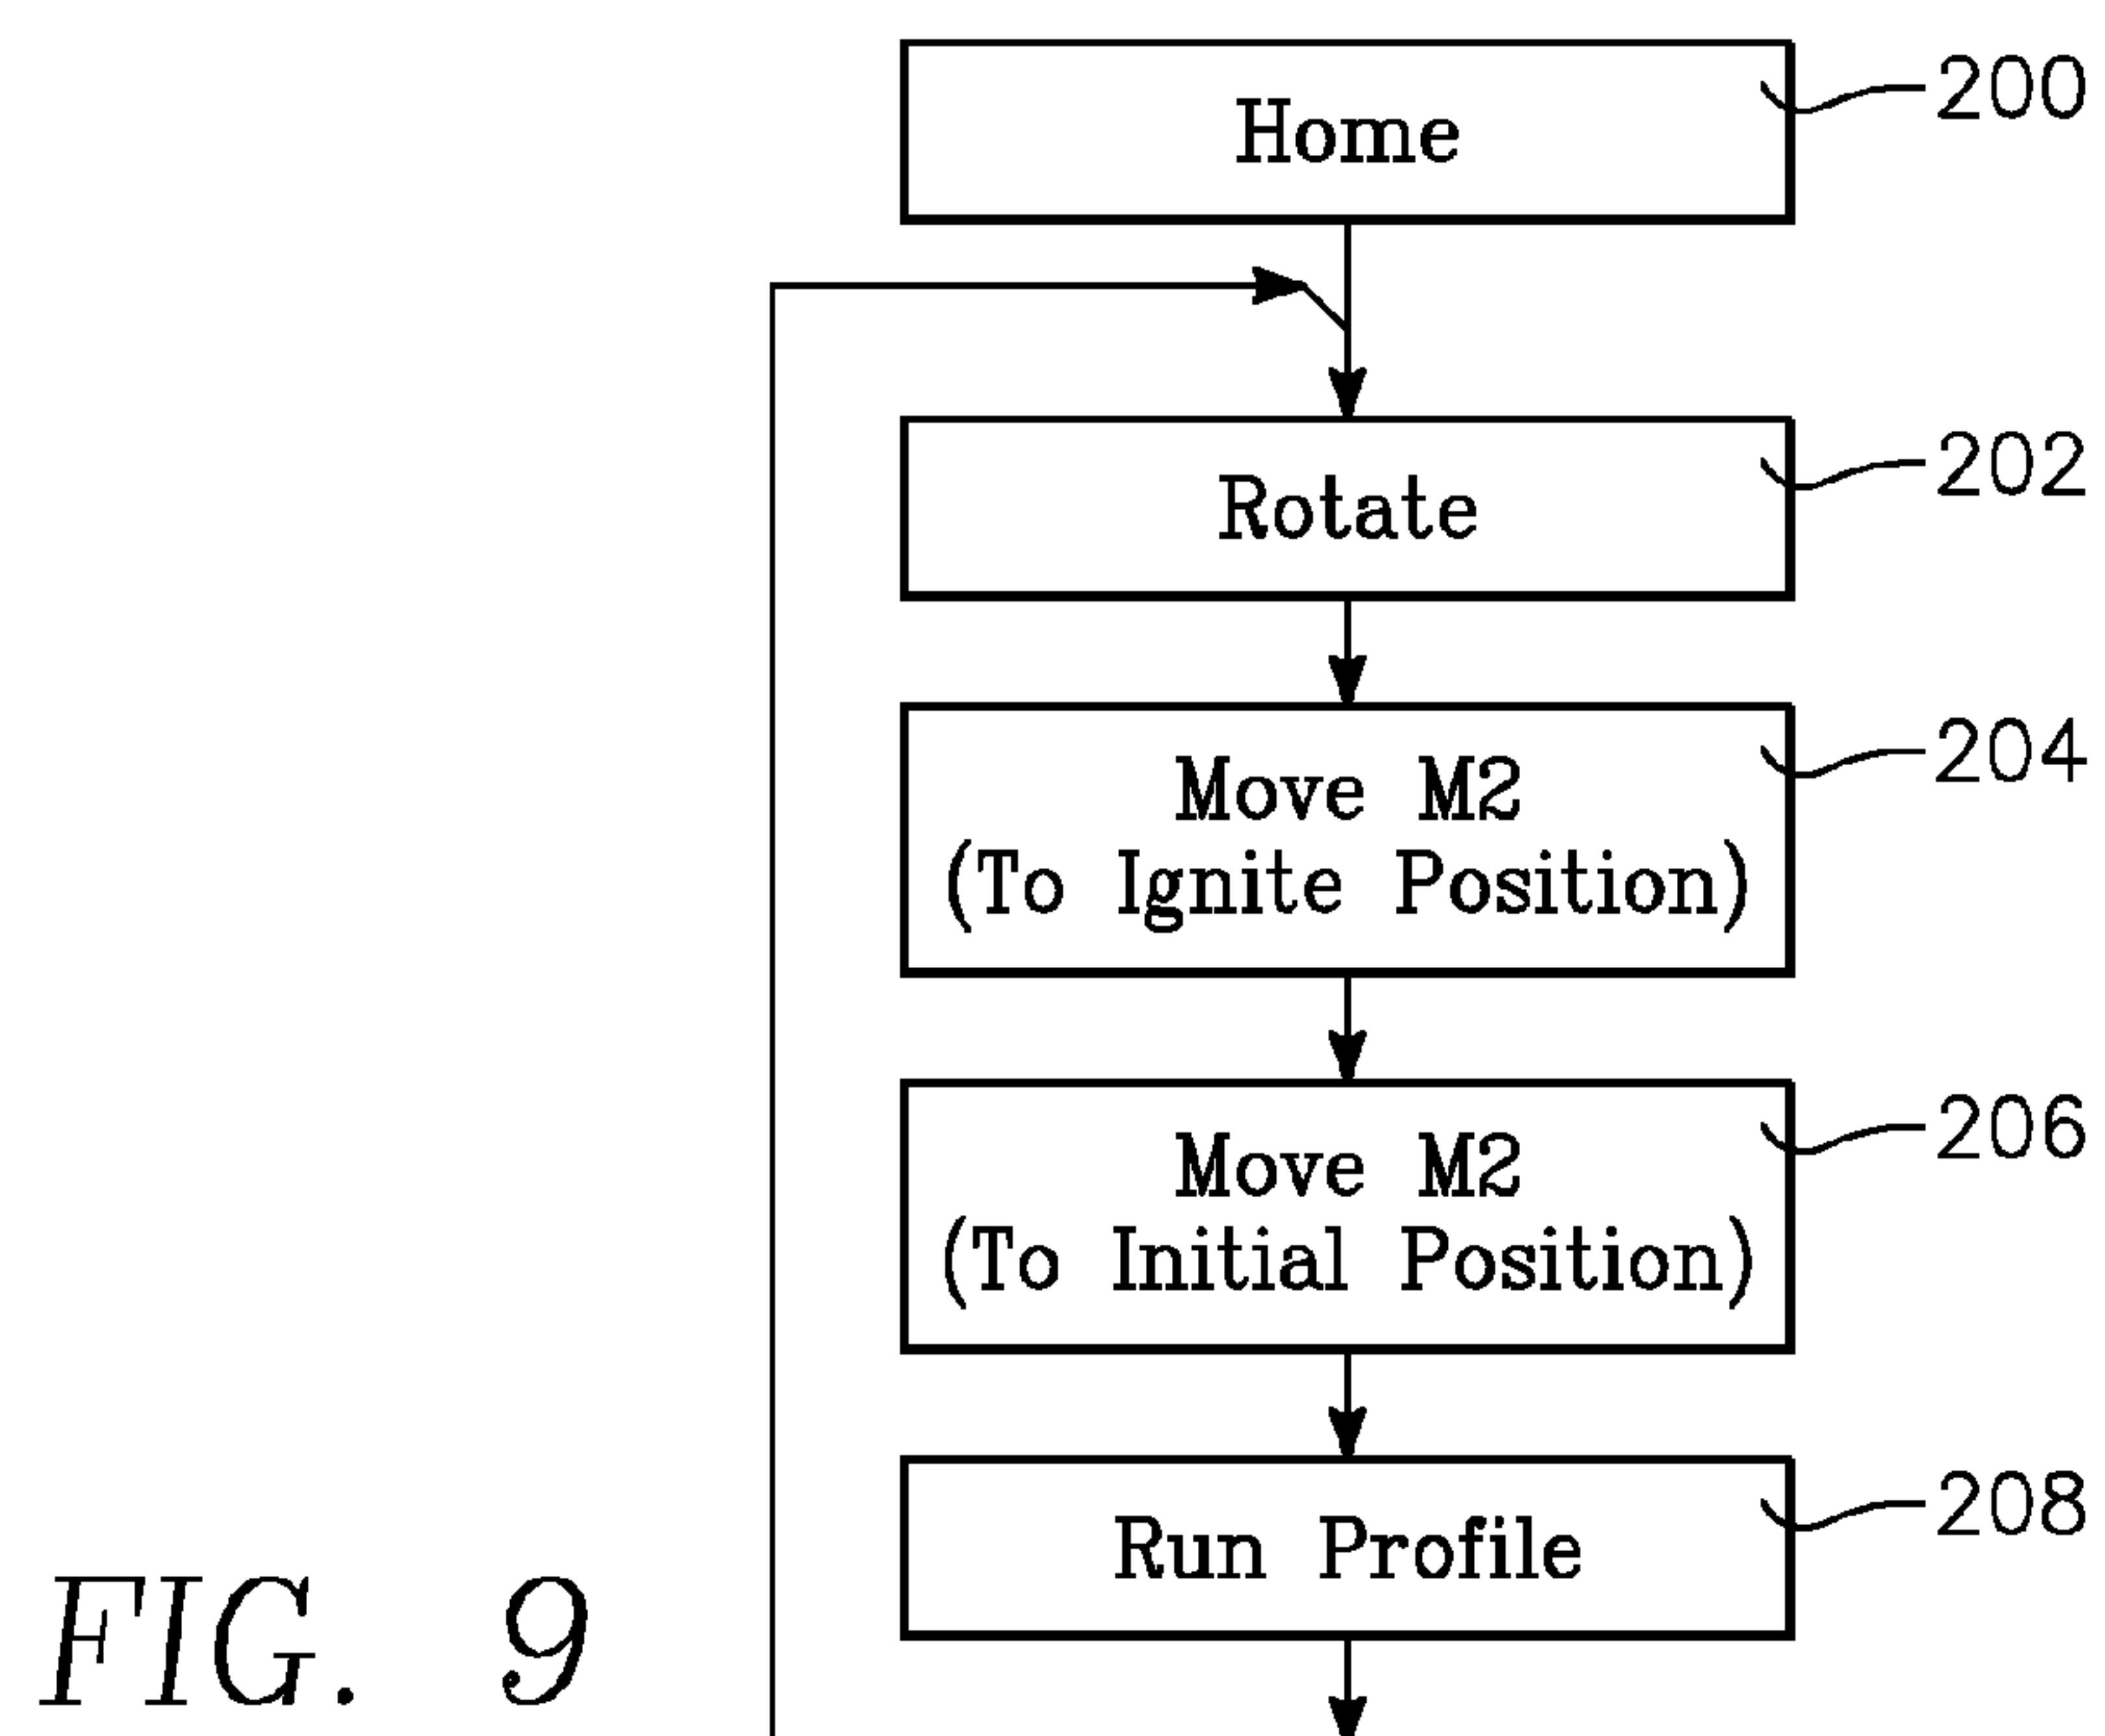 Home
200
Rotate
202
Move M2
(To Ignite Position)
204
Move M2
(To Initial Position)
206
Run Profile
208
FIG. 9